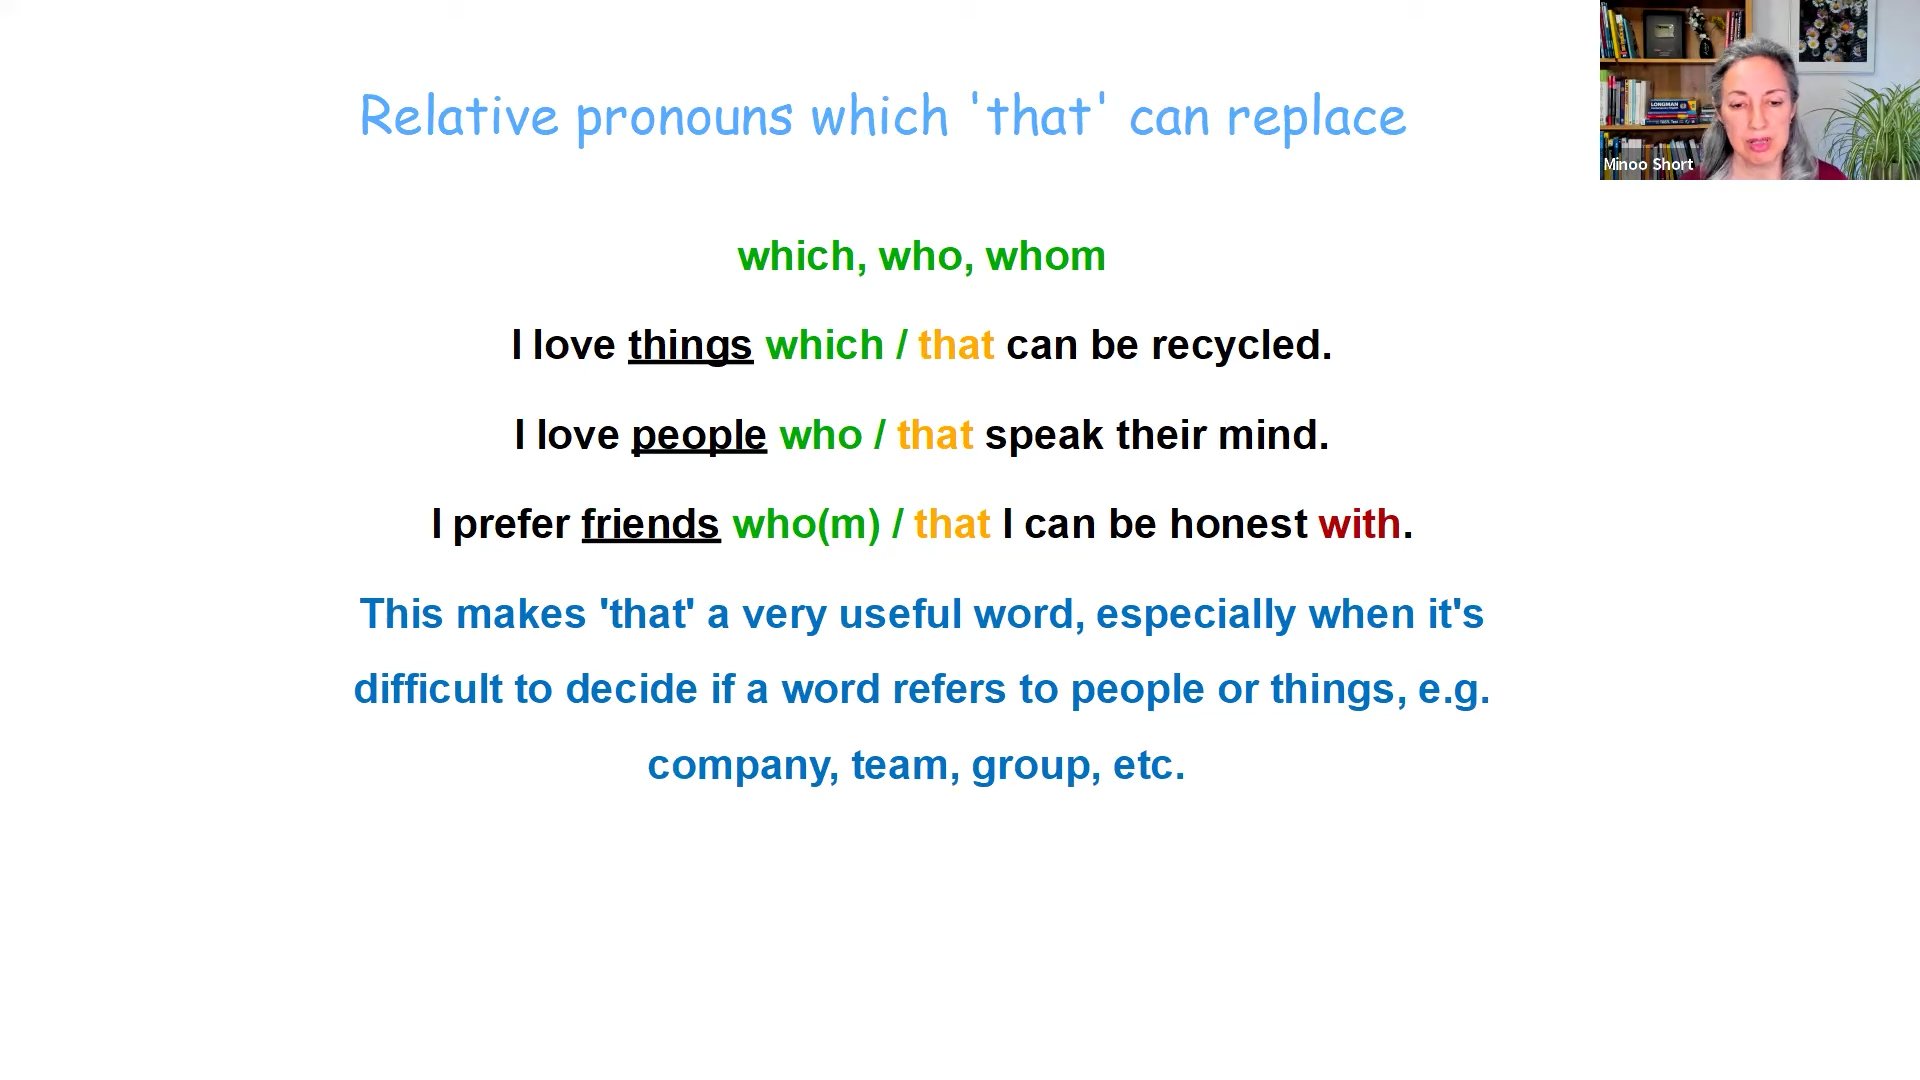 Relative pronouns which 'that' can replace
which, who, whom
I love things which / that can be recycled.
I love people who / that speak their mind.
I prefer friends who(m) / that I can be honest with.
This makes 'that' a very useful word, especially when it's
difficult to decide if a word refers to people or things, e.g.
company, team, group, etc.
LONGMAN
Minoo Short